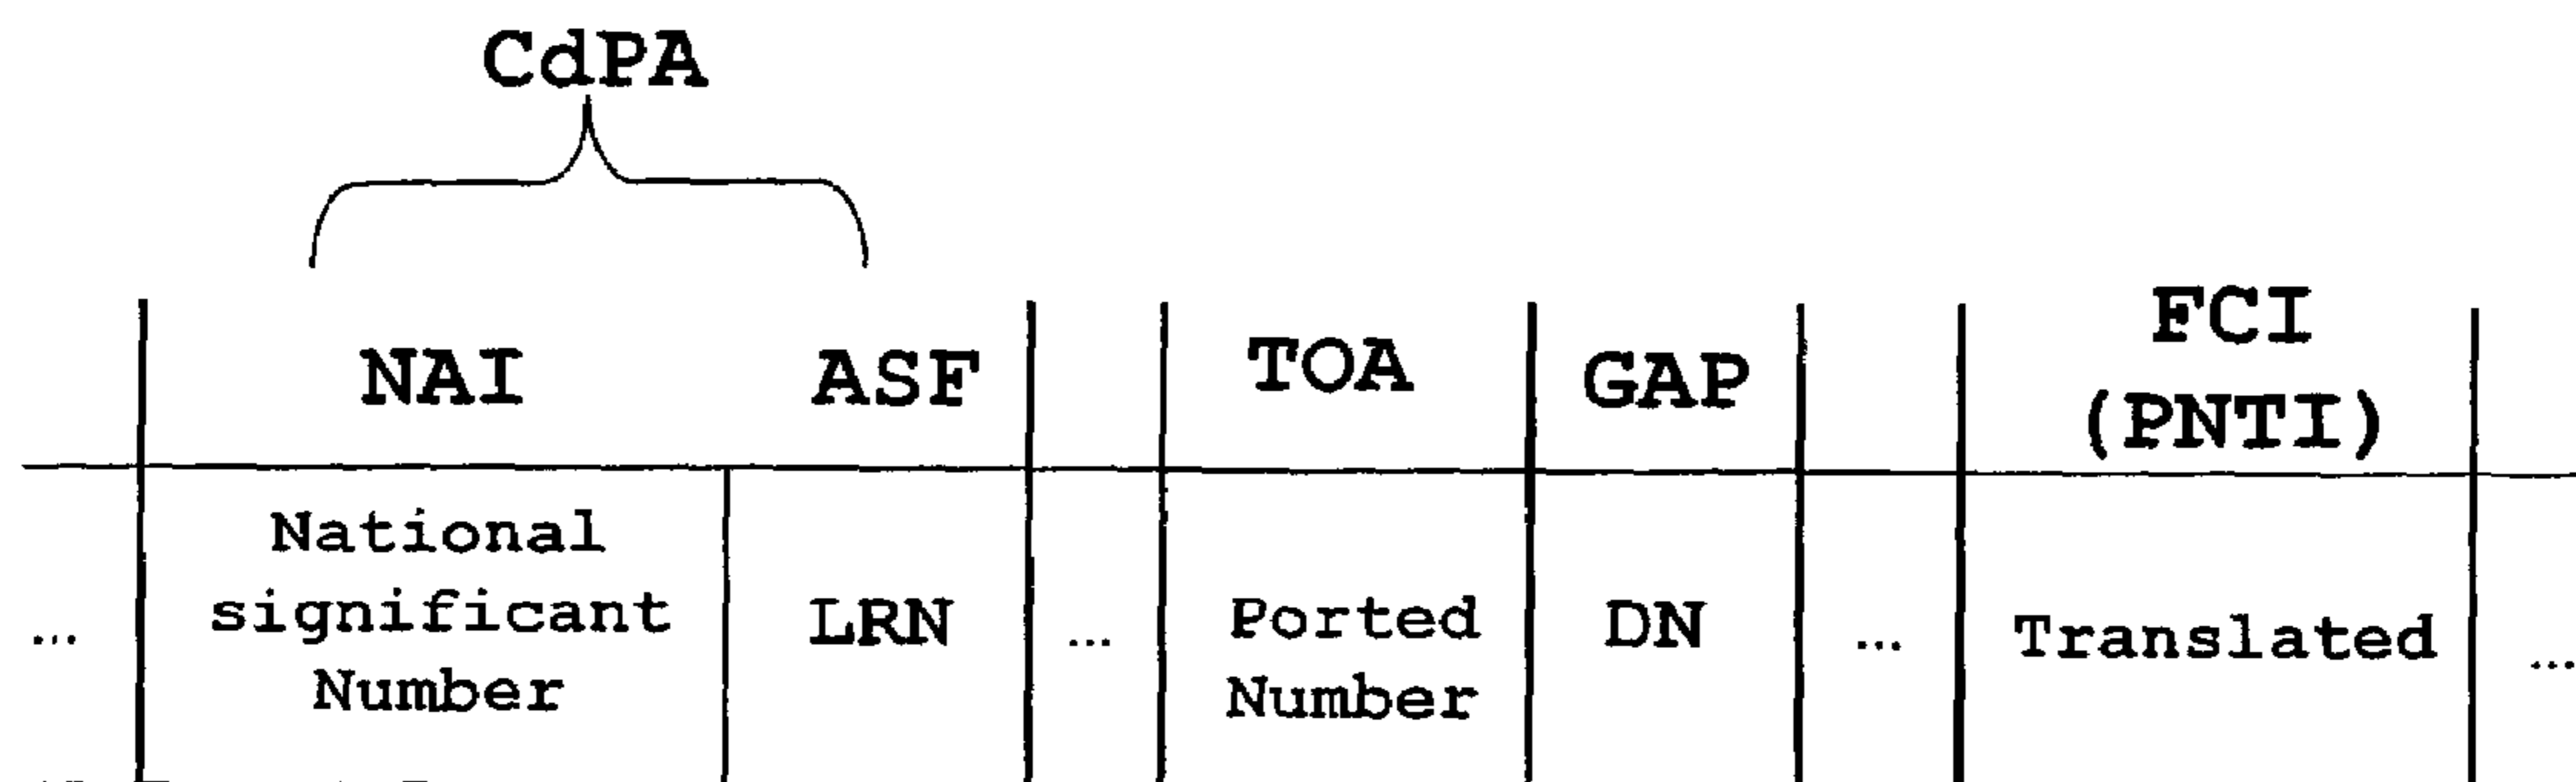 CdPA
NAI ASF TOA GAP FCI
(PNTI)
... National
significant
Number LRN ... Ported
Number DN ... Translated ...